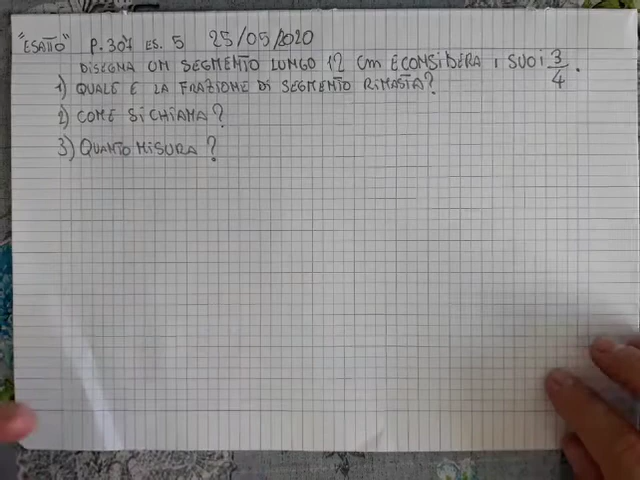 "ESATTO" P. 307 ES. 5 25/05/2020
DISEGNA UN SEGMENTO LUNGO 12 cm E CONSIDERA I SUOI 3/4.
1) QUALE E LA FRAZIONE DI SEGMENTO RIMASTA?
2) COME SI CHIAMA?
3) QUANTO MISURA?